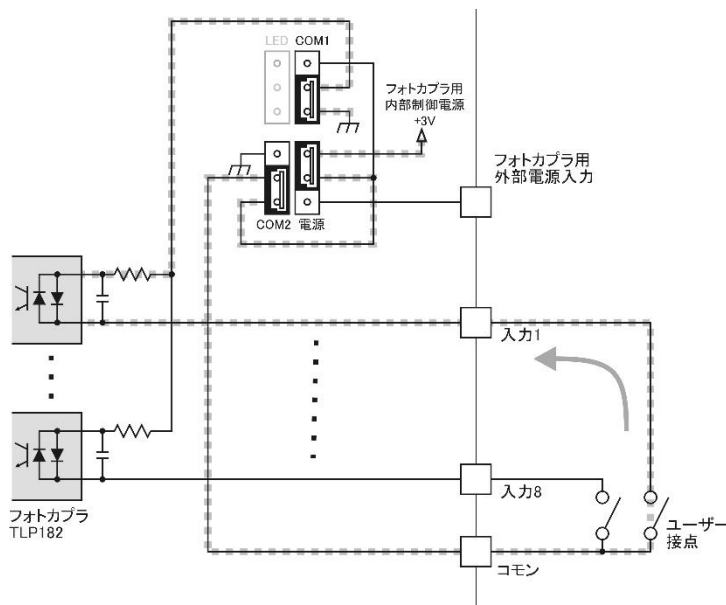 LED COM1
フォトカプラ用
内部制御電源
+3V
フォトカプラ用
外部電源入力
COM2 電源
入力1
入力8
フォトカプラ
TLP182
ユーザー
接点
コモン